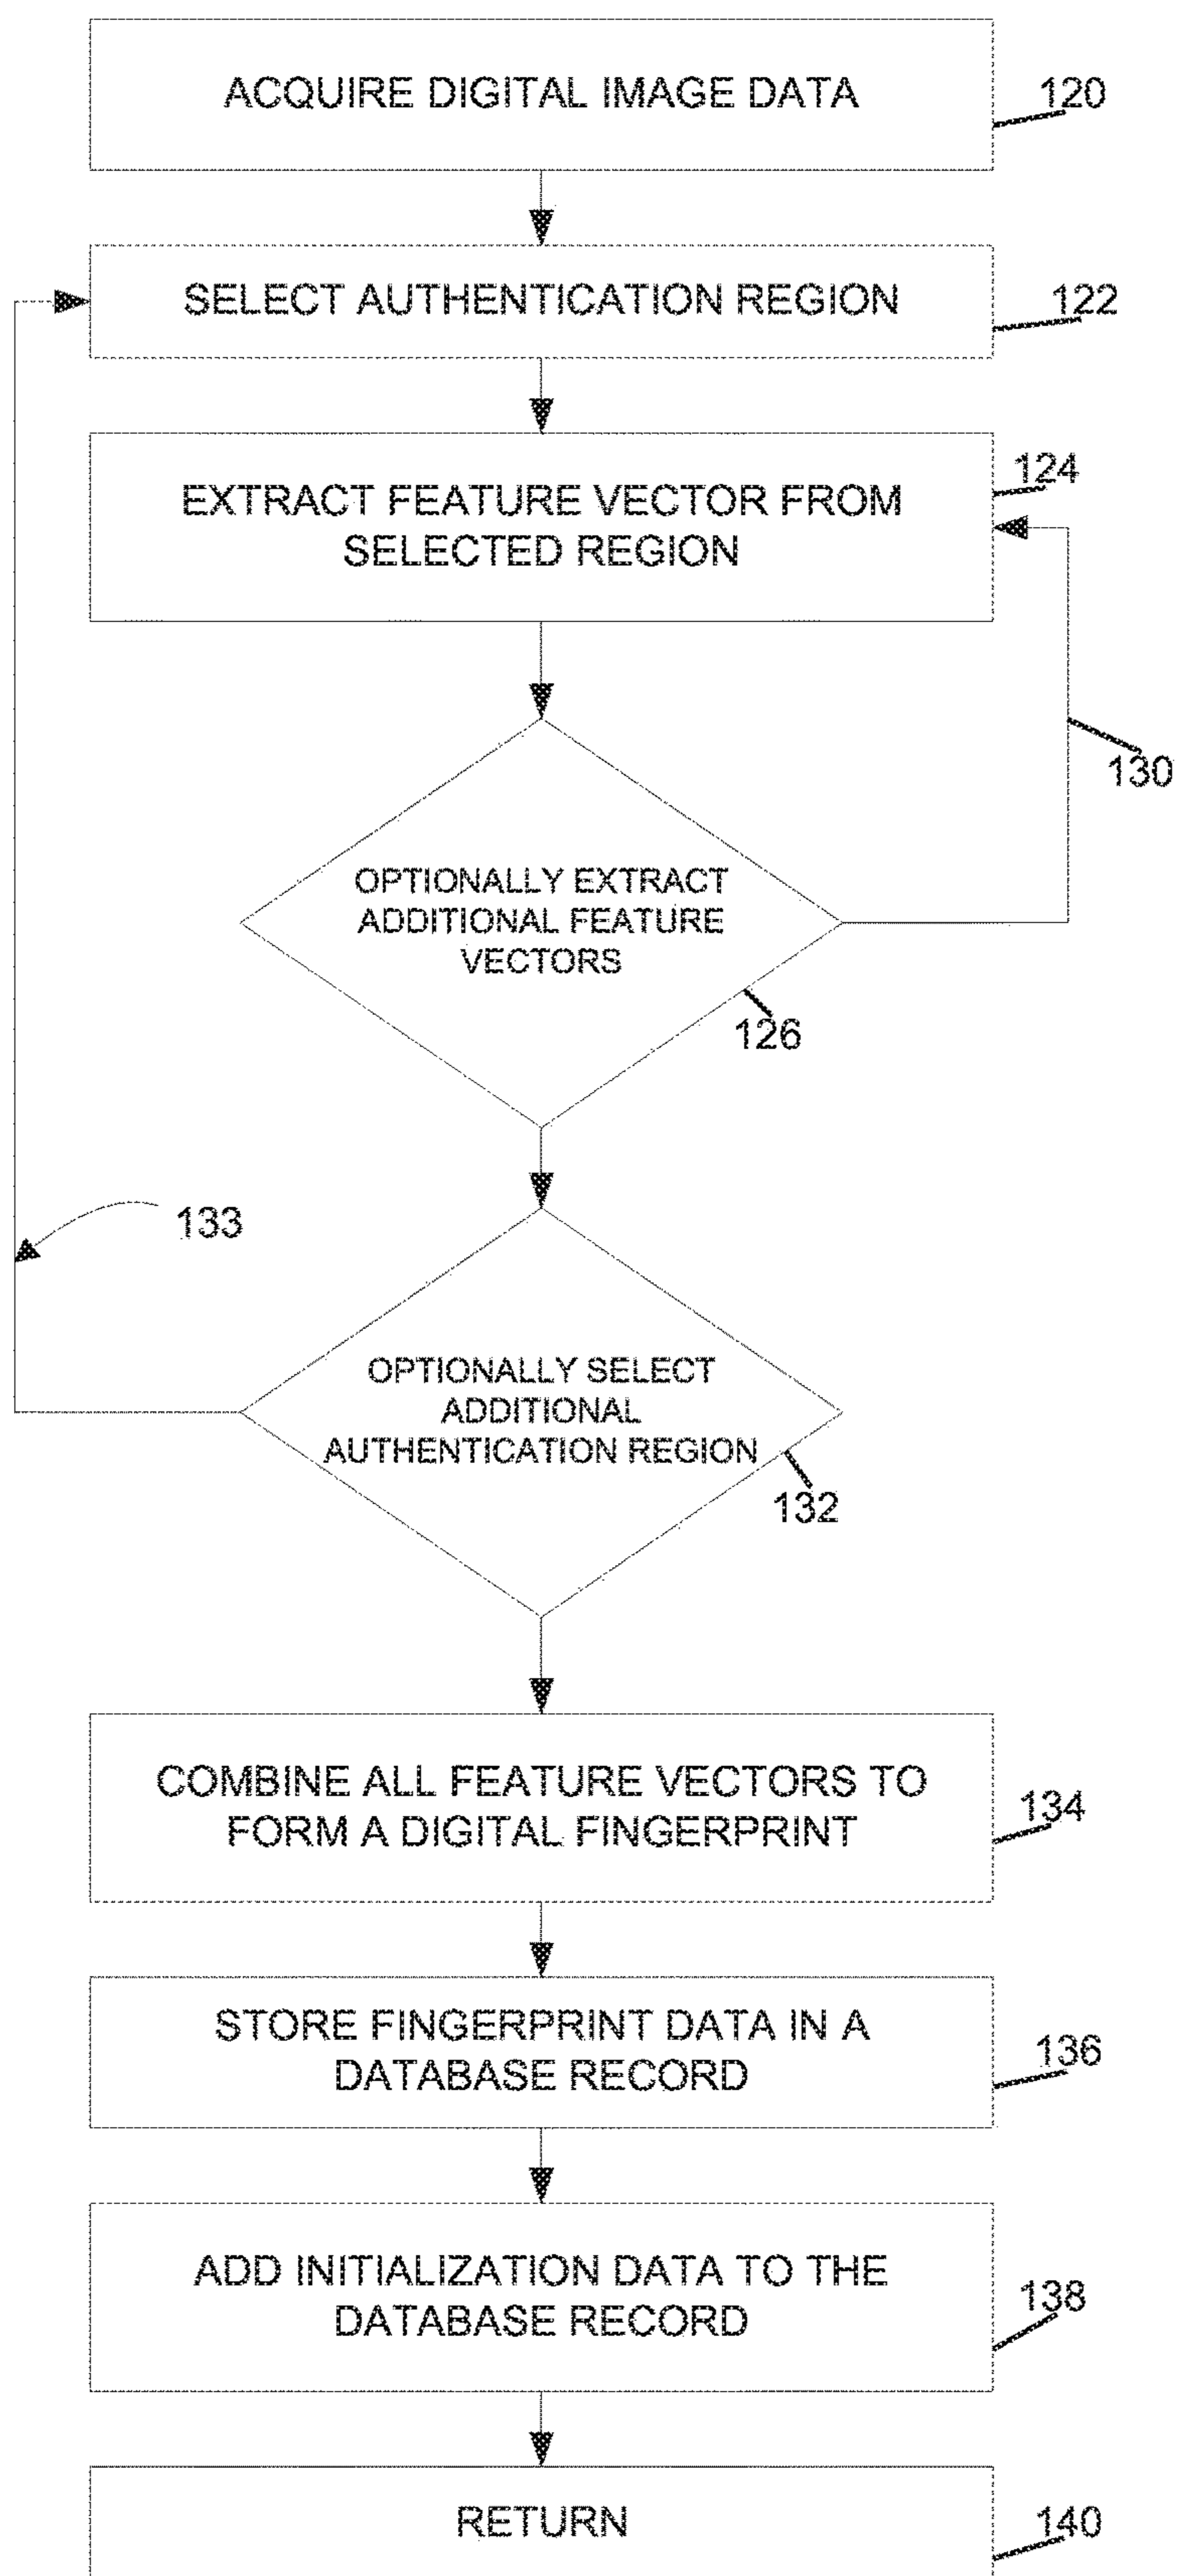 ACQUIRE DIGITAL IMAGE DATA
120
SELECT AUTHENTICATION REGION
122
EXTRACT FEATURE VECTOR FROM
SELECTED REGION
124
130
OPTIONALLY EXTRACT
ADDITIONAL FEATURE
VECTORS
126
133
OPTIONALLY SELECT
ADDITIONAL
AUTHENTICATION REGION
132
COMBINE ALL FEATURE VECTORS TO
FORM A DIGITAL FINGERPRINT
134
STORE FINGERPRINT DATA IN A
DATABASE RECORD
136
ADD INITIALIZATION DATA TO THE
DATABASE RECORD
138
RETURN
140